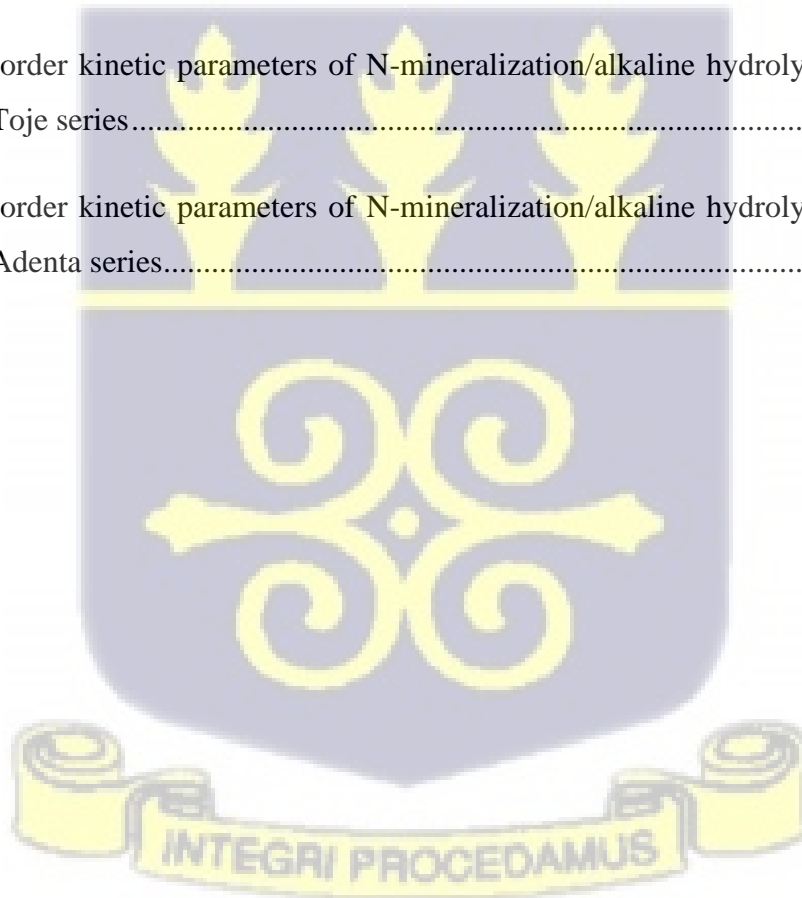 order kinetic parameters of N-mineralization/alkaline hydroly
Toje series.......................................................................................
order kinetic parameters of N-mineralization/alkaline hydroly
Adenta series...................................................................................
INTEGRI PROCEDAMUS